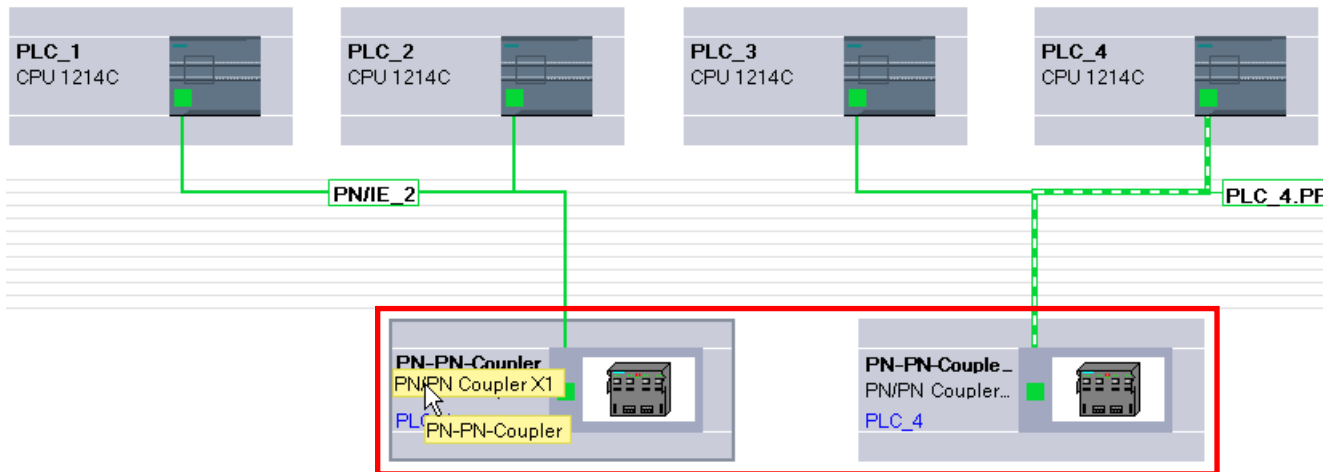 PLC_1
CPU 1214C
PLC_2
CPU 1214C
PLC_3
CPU 1214C
PLC_4
CPU 1214C
PN/IE_2
PLC_4.PF
PN-PN-Coupler
PN/PN Coupler X1
PN-PN-Coupler
PN-PN-Couple_
PN/PN Coupler...
PLC_4